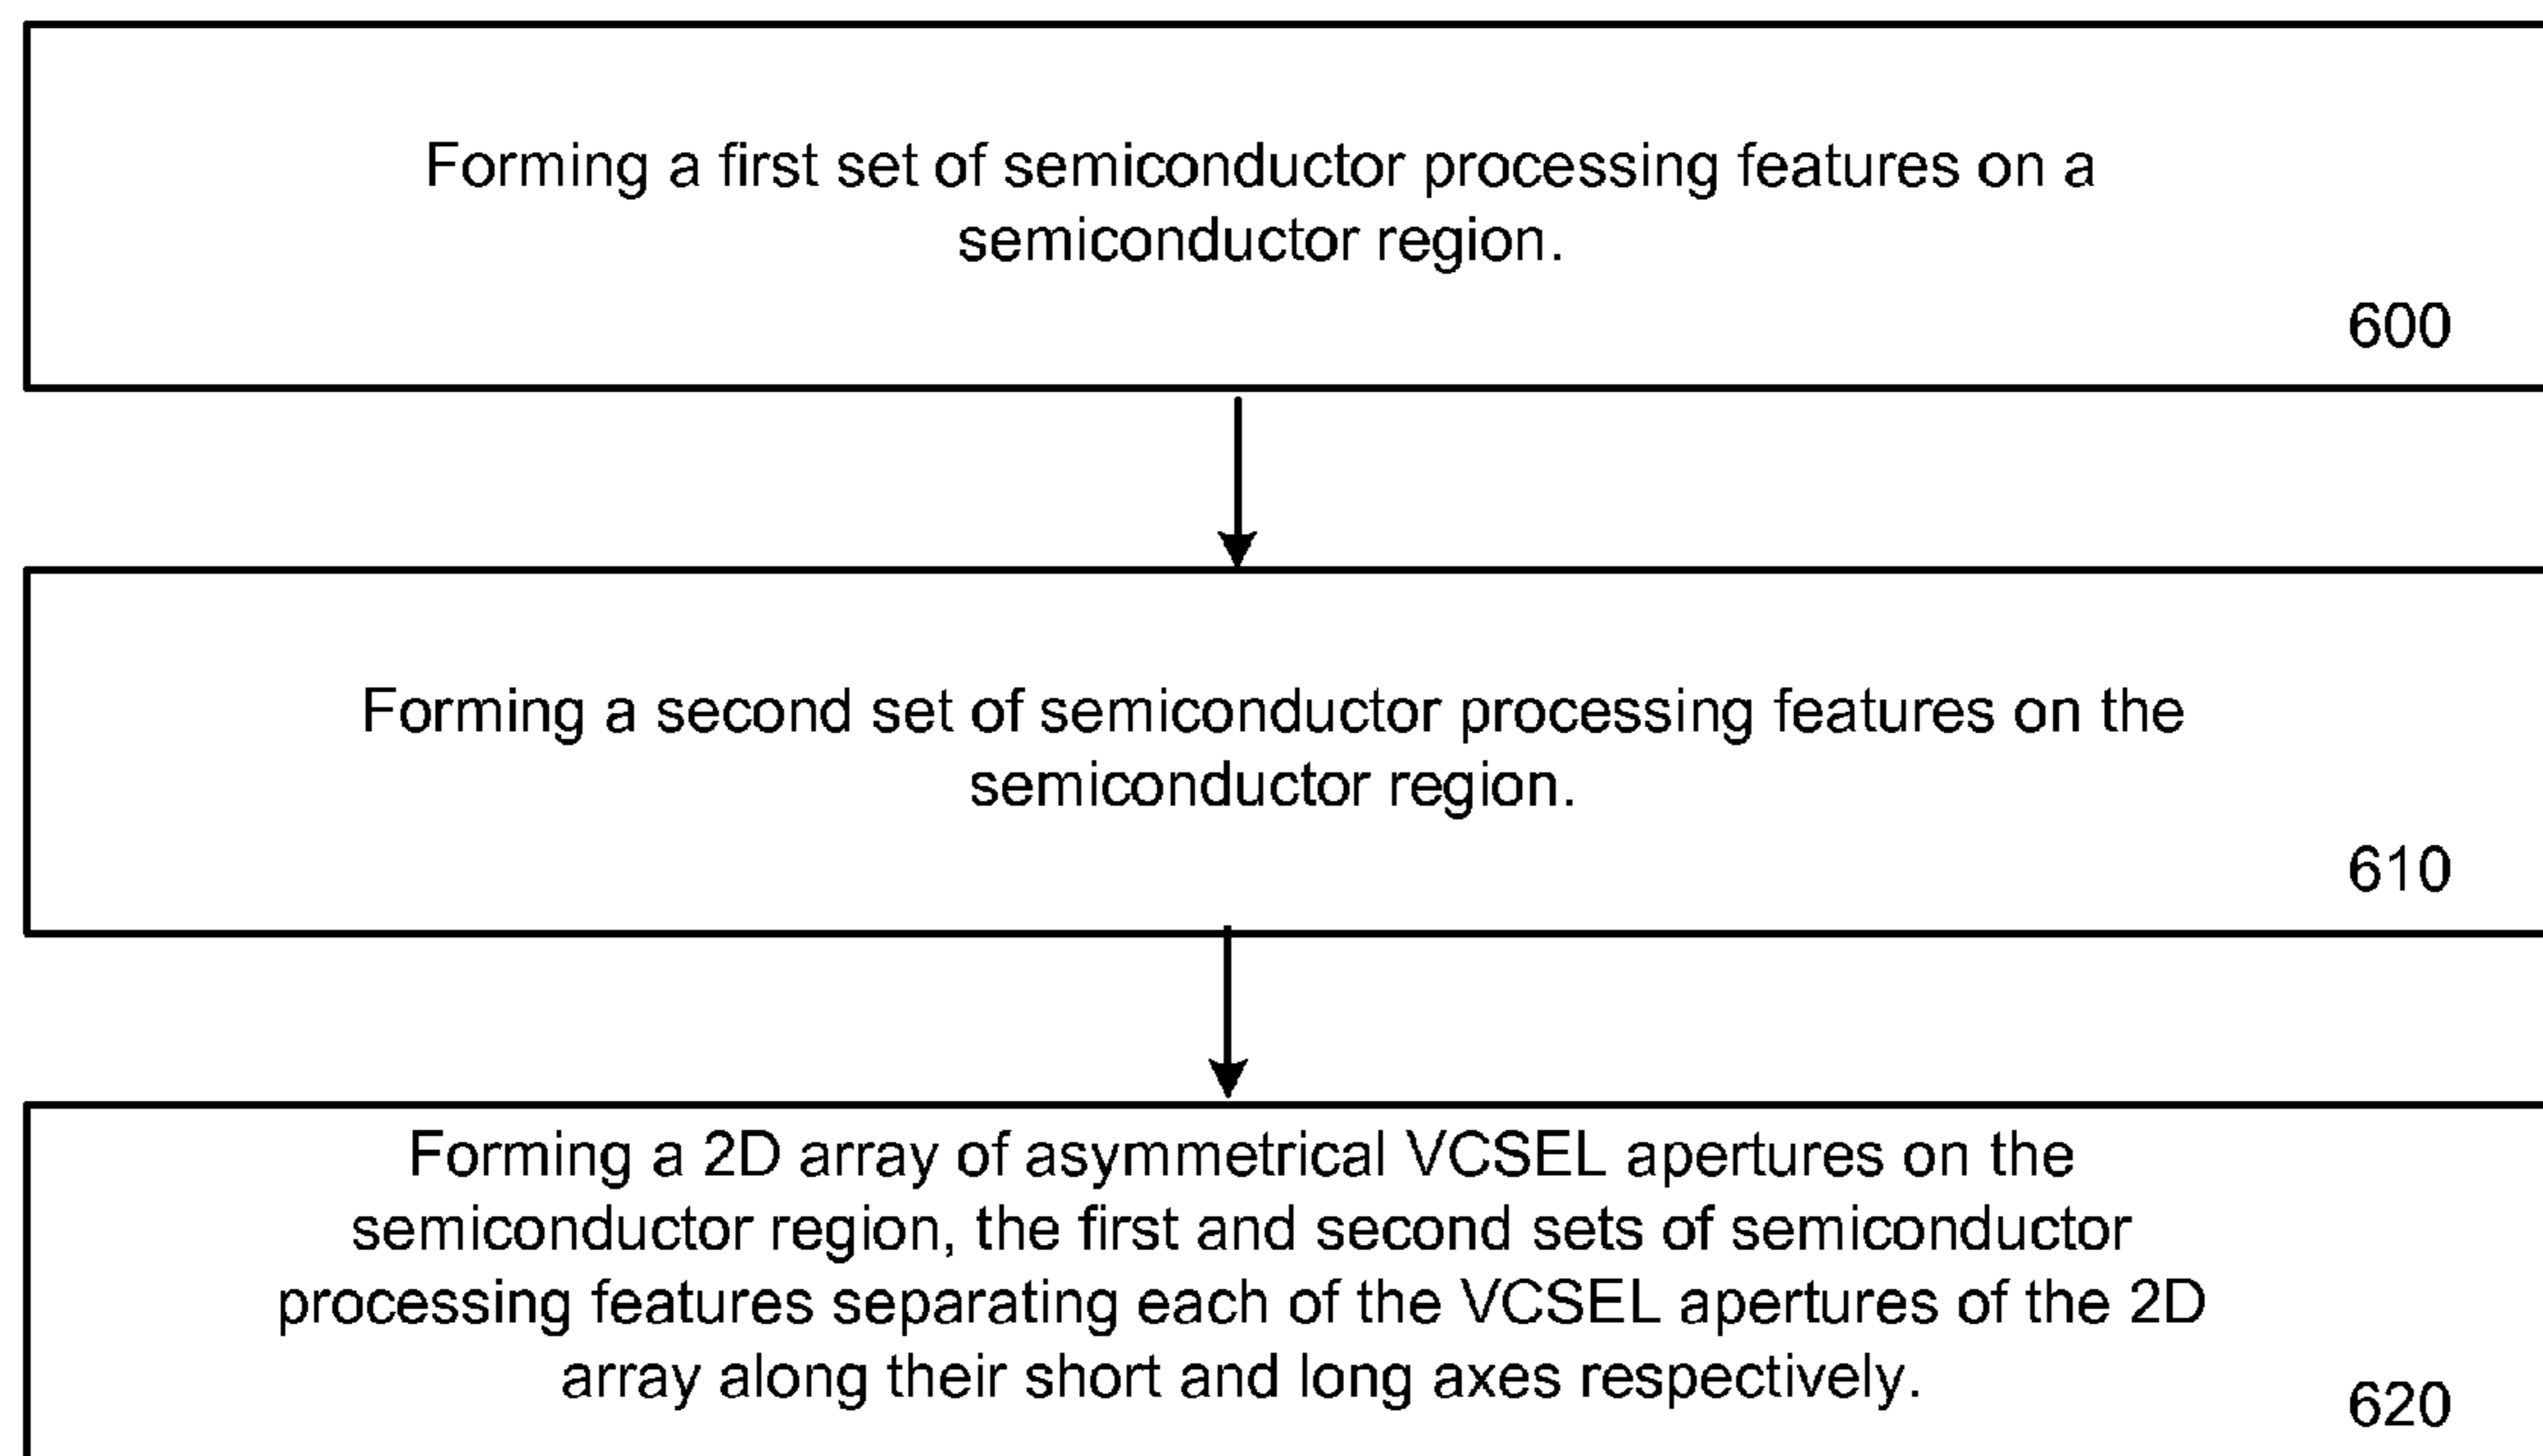 Forming a first set of semiconductor processing features on a
semiconductor region.
600
Forming a second set of semiconductor processing features on the
semiconductor region.
610
Forming a 2D array of asymmetrical VCSEL apertures on the
semiconductor region, the first and second sets of semiconductor
processing features separating each of the VCSEL apertures of the 2D
array along their short and long axes respectively.
620